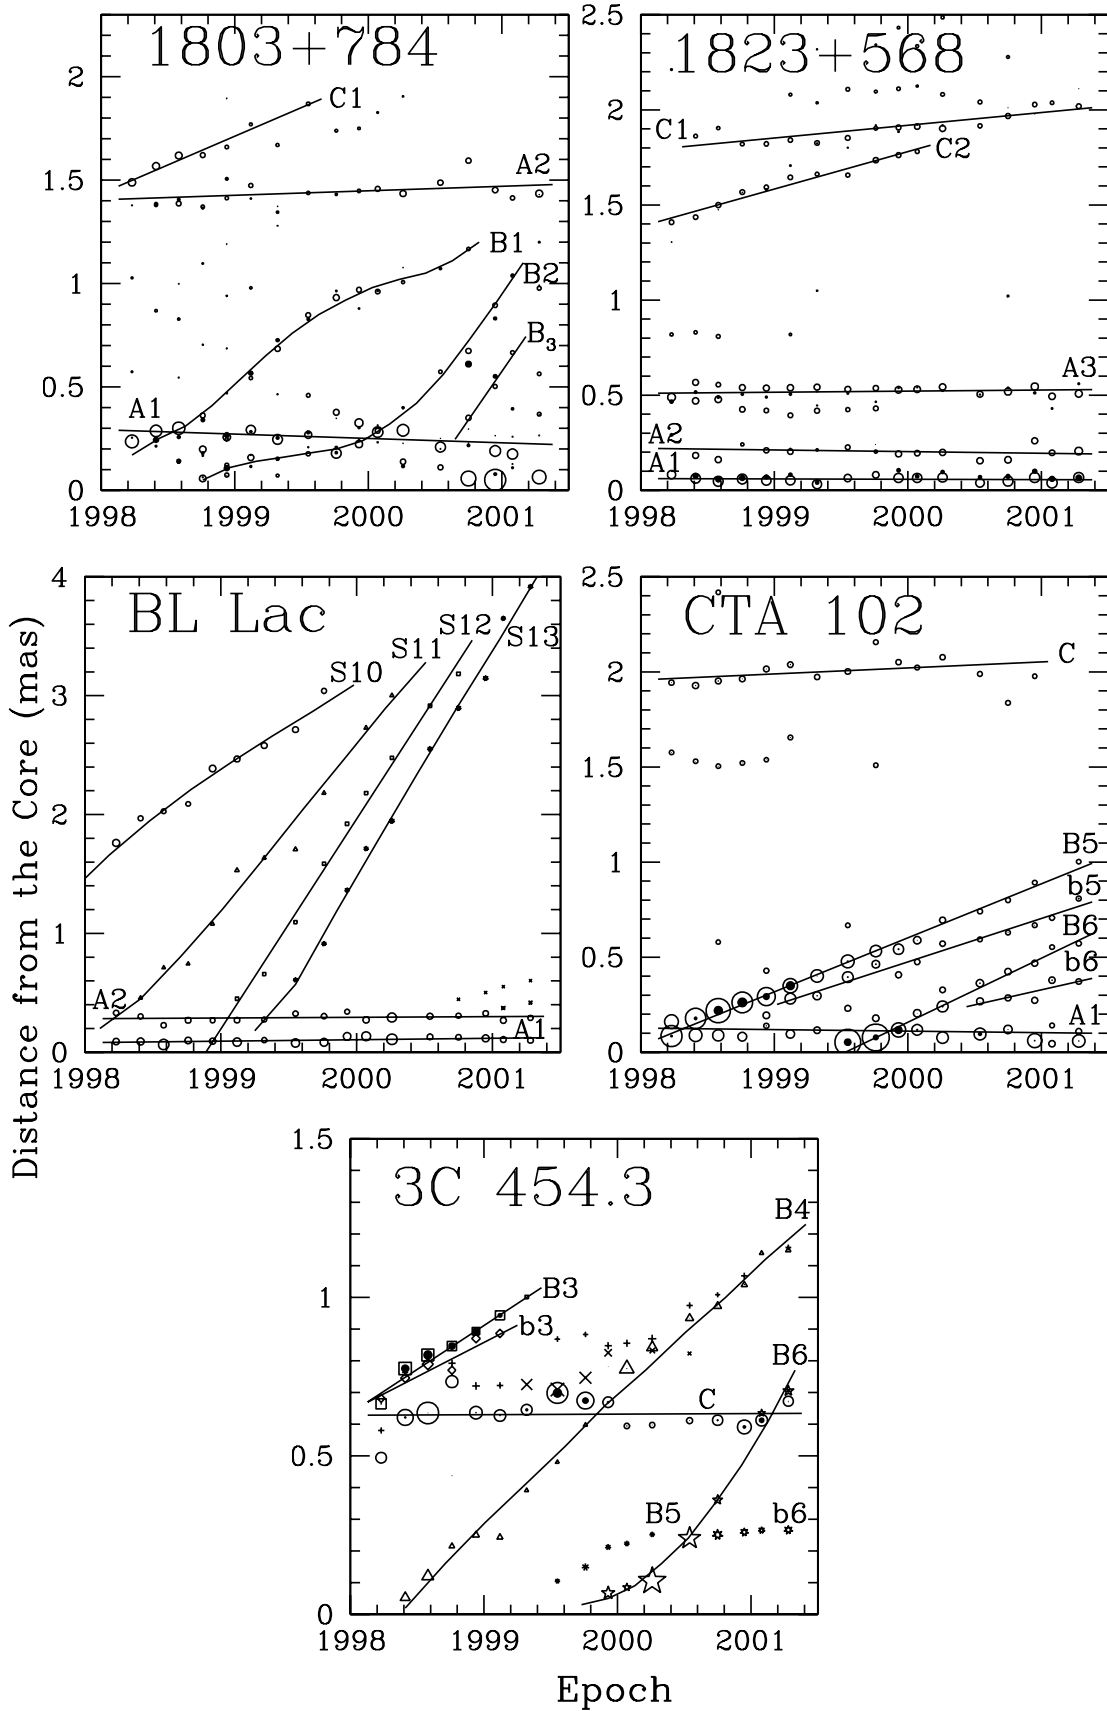 1803+784
2
1.5
1
0.5
0
1998 1999 2000 2001
C1
A2
B1
B2
B3
A1
1823+568
2.5
2
1.5
1
0.5
0
1998 1999 2000 2001
C1
C2
A3
A2
A1
BL Lac
4
3
2
1
0
1998 1999 2000 2001
S10
S11
S12
S13
A2
A1
CTA 102
2.5
2
1.5
1
0.5
0
1998 1999 2000 2001
C
B5
b5
B6
b6
A1
3C 454.3
1.5
1
0.5
0
1998 1999 2000 2001
B3
b3
B4
B6
C
B5
b6
Distance from the Core (mas)
Epoch